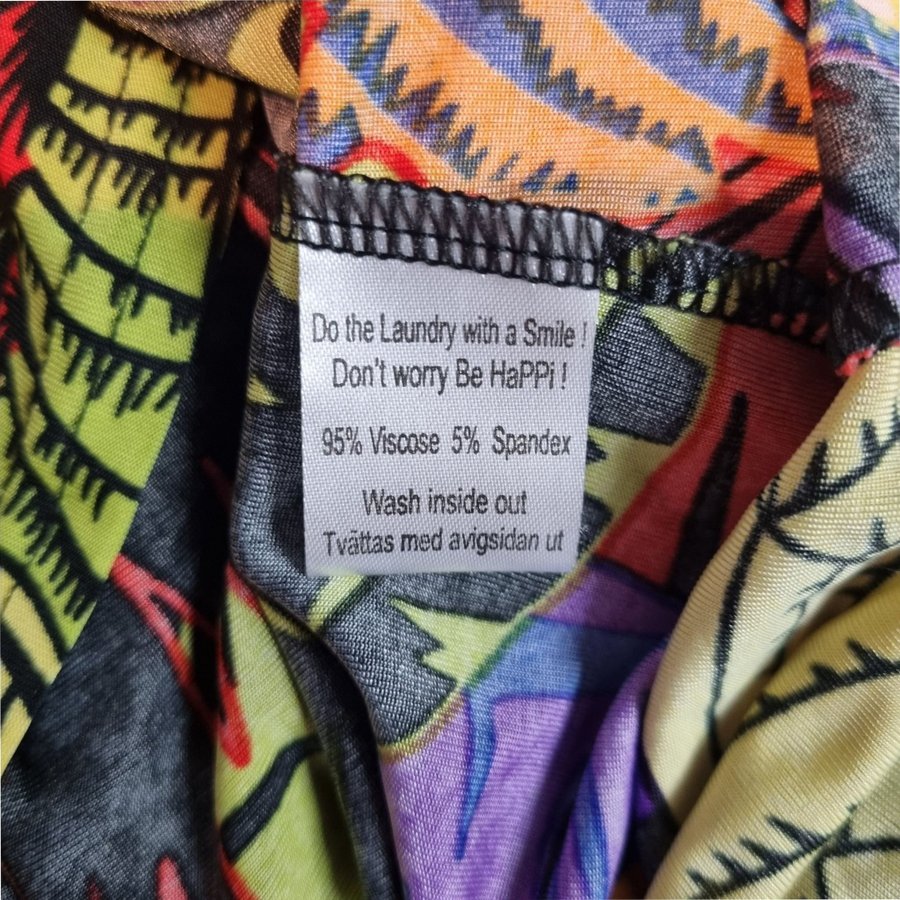 Do the Laundry with a Smile !
Don't worry Be HaPPi !
95% Viscose 5% Spandex
Wash inside out
Tvättas med avigsidan ut